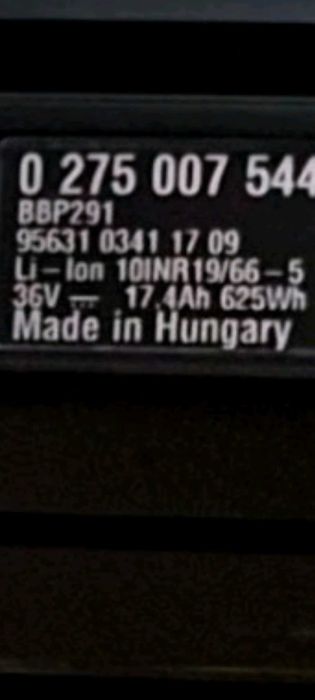 0 275 007 544
BBP291
95631 0341 17 09
Li-Ion 10INR19/66-5
36V ⎓ 17.4Ah 625Wh
Made in Hungary